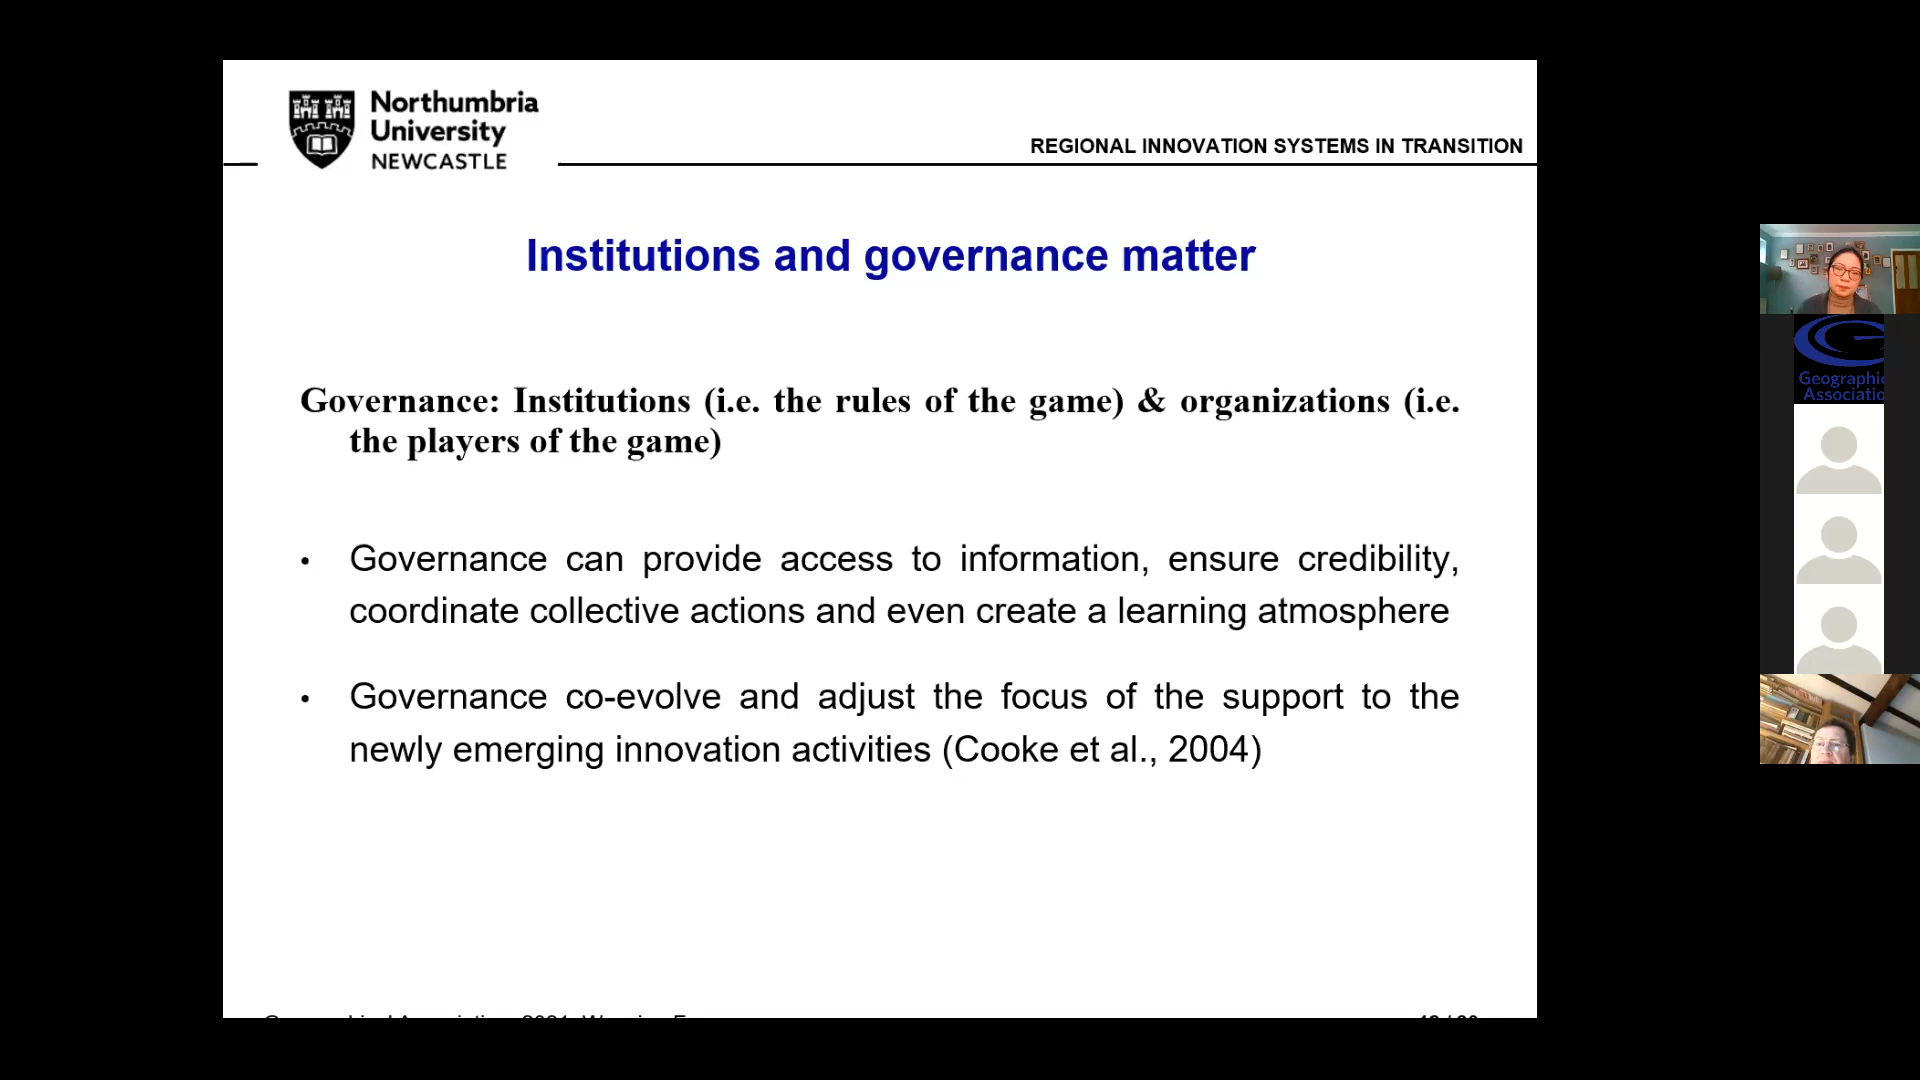 Northumbria
University
NEWCASTLE
REGIONAL INNOVATION SYSTEMS IN TRANSITION
Institutions and governance matter
Governance: Institutions (i.e. the rules of the game) & organizations (i.e.
the players of the game)
• Governance can provide access to information, ensure credibility,
coordinate collective actions and even create a learning atmosphere
• Governance co-evolve and adjust the focus of the support to the
newly emerging innovation activities (Cooke et al., 2004)